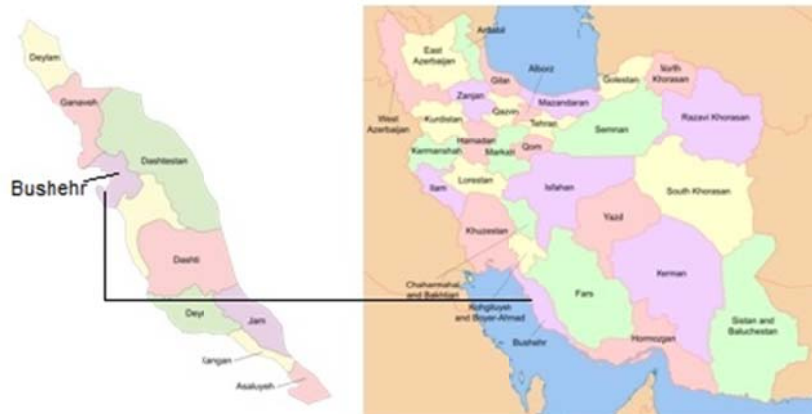 Deylam
Ganaveh
Dashtestan
Bushehr
Dashti
Deyr
Jam
Kangan
Asaluyeh
Ardabil
East
Azerbaijan
West
Azerbaijan
Gilan
Alborz
Golestan
North
Khorasan
Zanjan
Mazandaran
Razavi Khorasan
Kurdistan
Qazvin
Tehran
Semnan
Hamadan
Kermanshah
Markazi
Qom
Lorestan
Ilam
Isfahan
South Khorasan
Khuzestan
Yazd
Chaharmahal
and Bakhtiari
Kohgiluyeh
and Boyer-Ahmad
Fars
Kerman
Bushehr
Hormozgan
Sistan and
Baluchestan